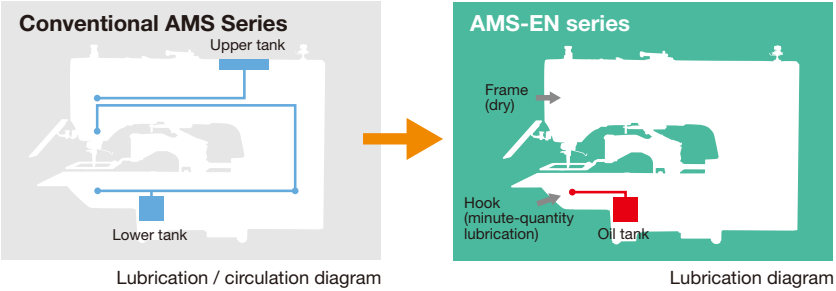 Conventional AMS Series
Upper tank
Lower tank
Lubrication / circulation diagram
AMS-EN series
Frame
(dry)
Hook
(minute-quantity
lubrication)
Oil tank
Lubrication diagram